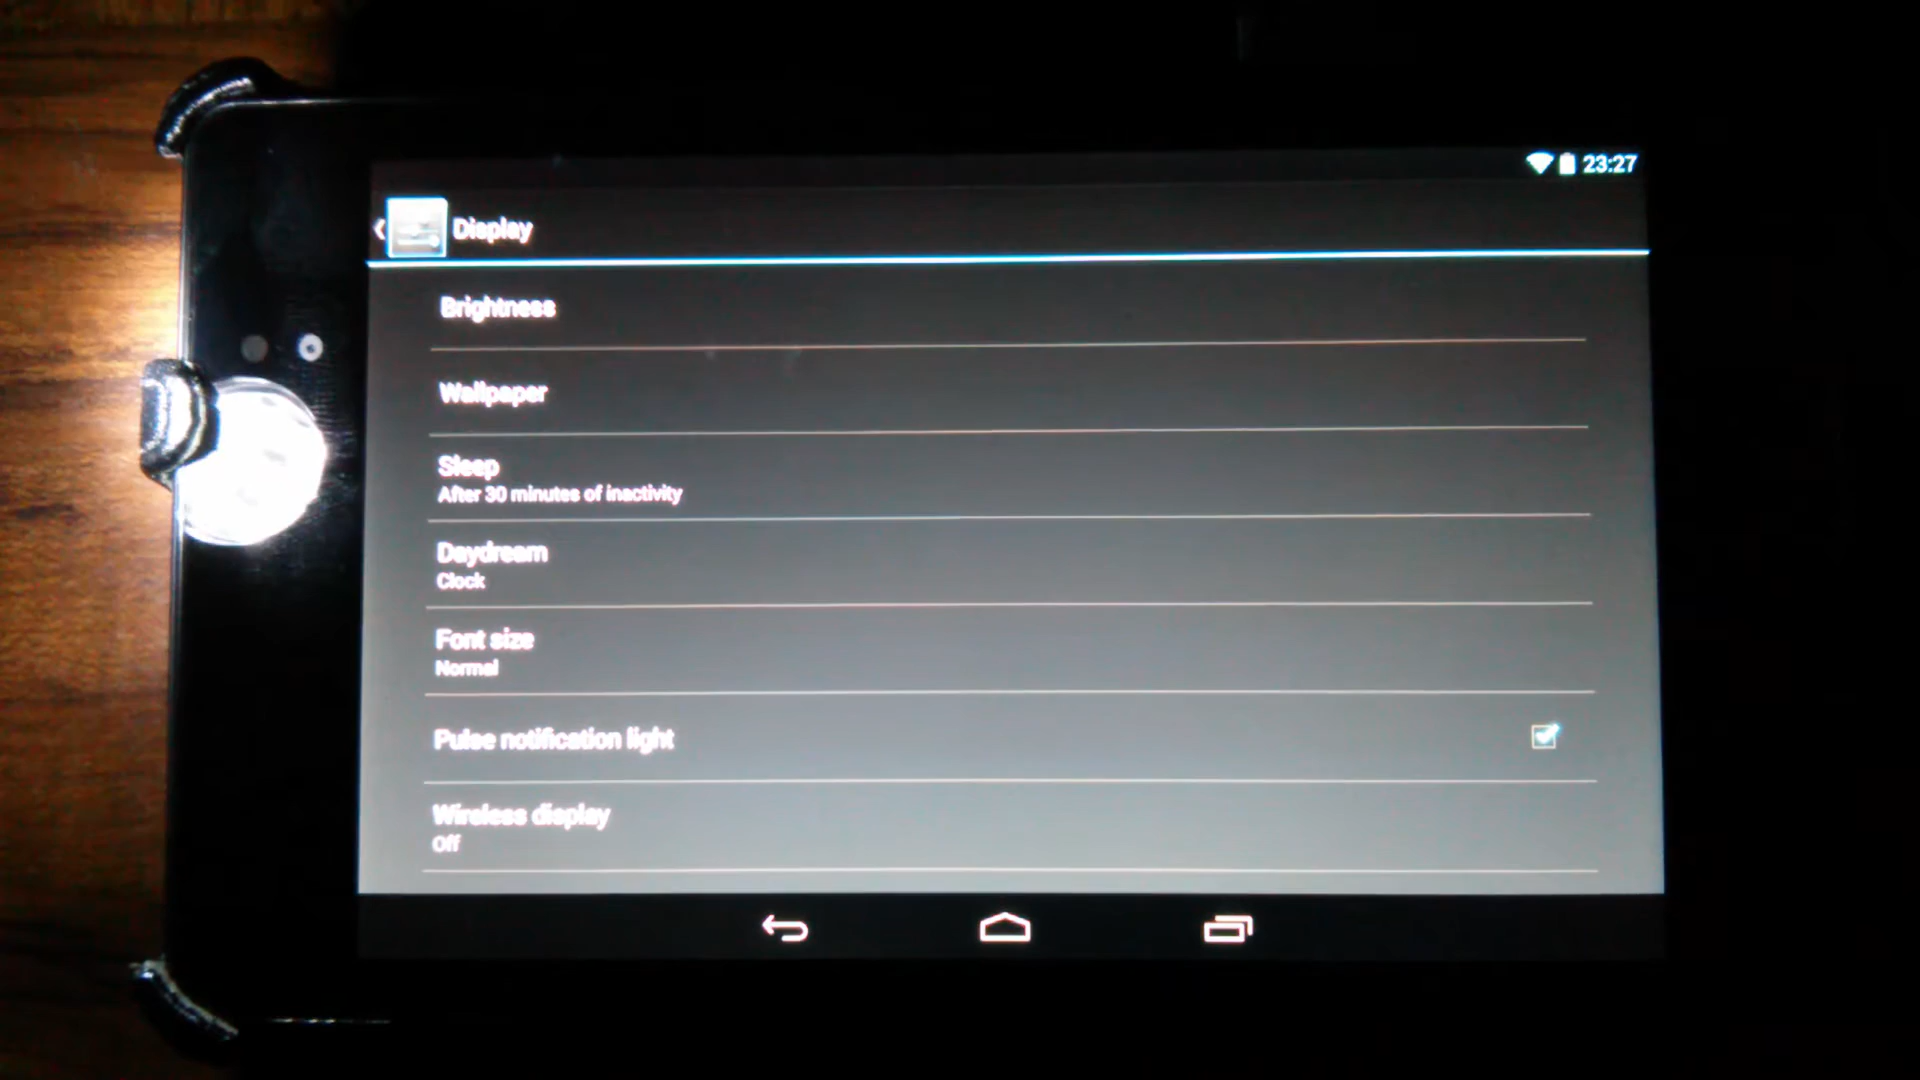 23:27
Display
Brightness
Wallpaper
Sleep
After 30 minutes of inactivity
Daydream
Clock
Font size
Normal
Pulse notification light
Wireless display
Off